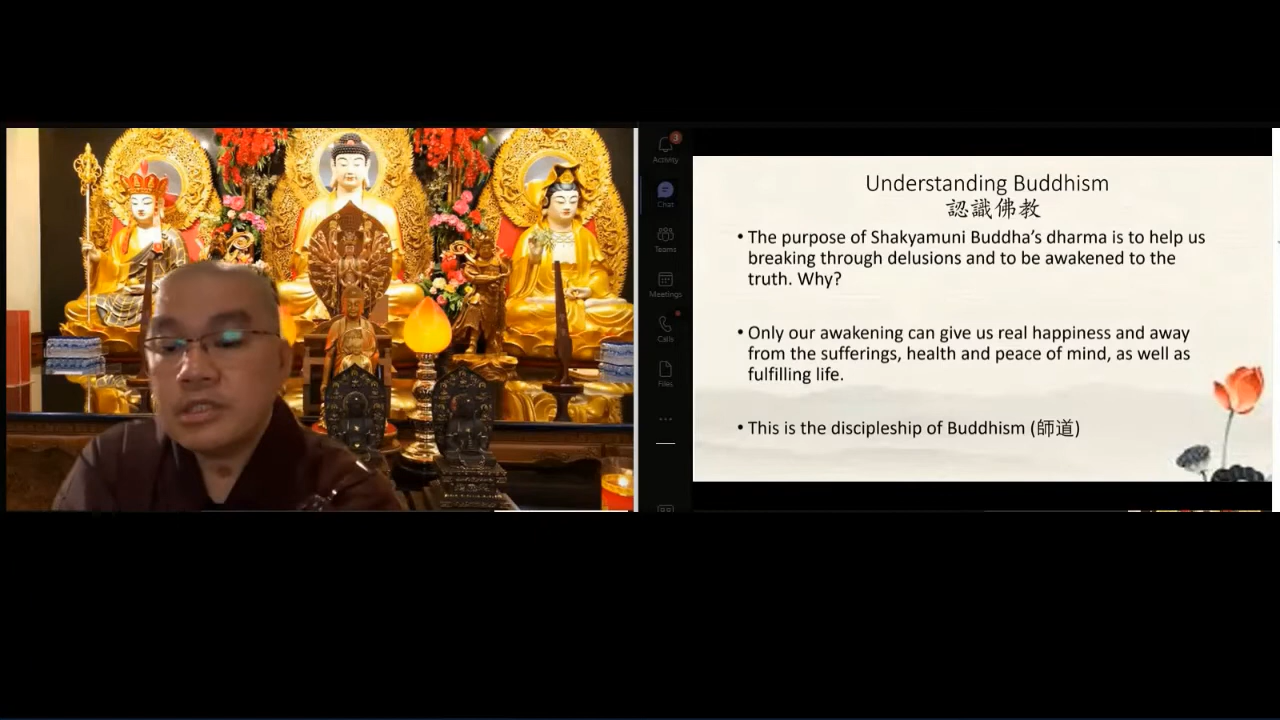 Activity
Chat
Teams
Meetings
Calls
Files
3
Understanding Buddhism
認識佛教
• The purpose of Shakyamuni Buddha's dharma is to help us
breaking through delusions and to be awakened to the
truth. Why?
• Only our awakening can give us real happiness and away
from the sufferings, health and peace of mind, as well as
fulfilling life.
• This is the discipleship of Buddhism (師道)